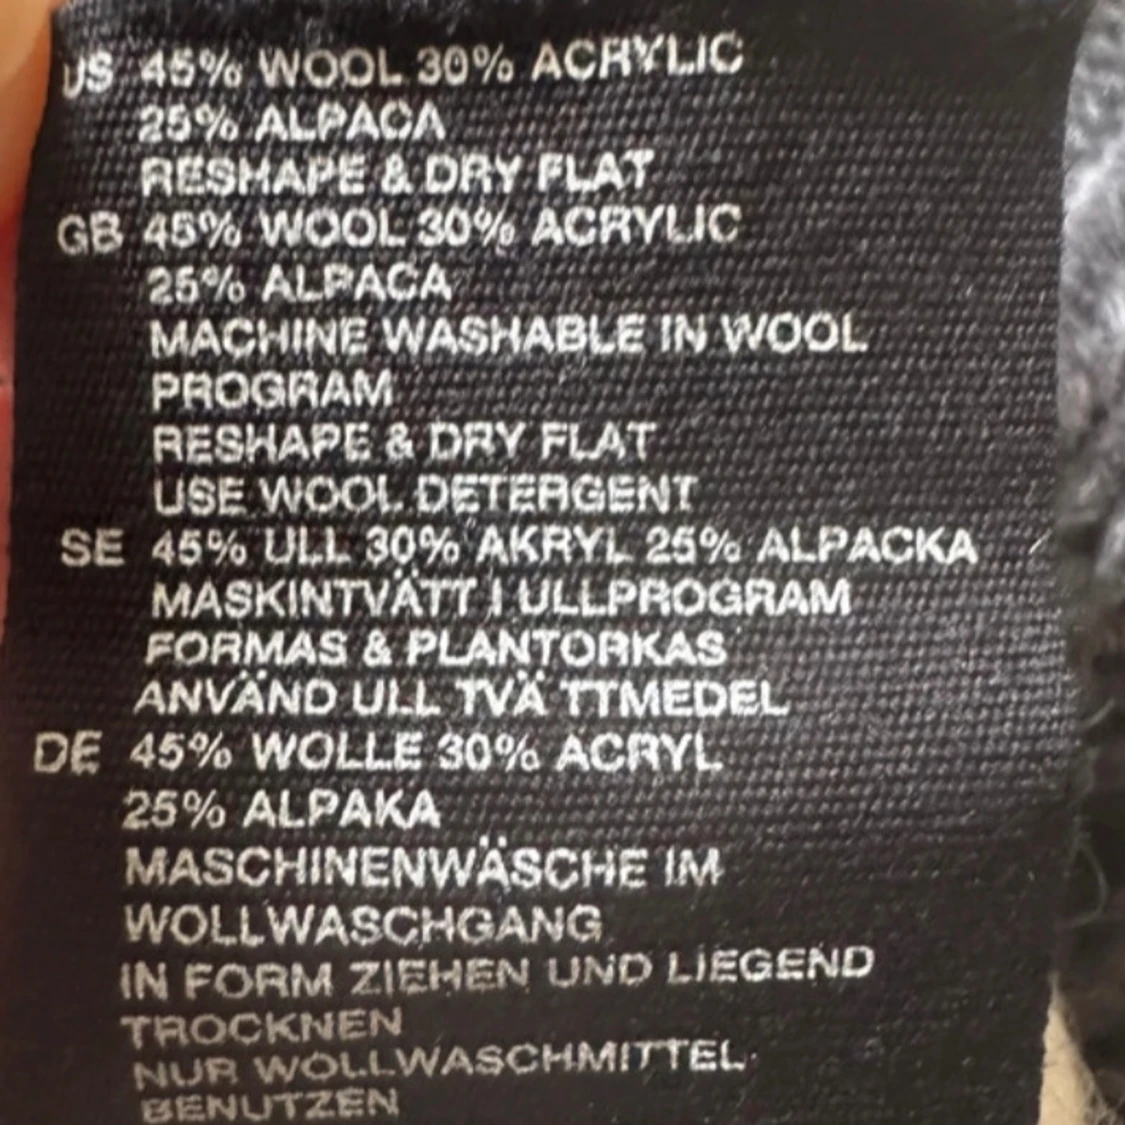 US 45% WOOL 30% ACRYLIC
25% ALPACA
RESHAPE & DRY FLAT
GB 45% WOOL 30% ACRYLIC
25% ALPACA
MACHINE WASHABLE IN WOOL
PROGRAM
RESHAPE & DRY FLAT
USE WOOL DETERGENT
SE 45% ULL 30% AKRYL 25% ALPACKA
MASKINTVÄTT I ULLPROGRAM
FORMAS & PLANTORKAS
ANVÄND ULL TVÄ TTMEDEL
DE 45% WOLLE 30% ACRYL
25% ALPAKA
MASCHINENWÄSCHE IM
WOLLWASCHGANG
IN FORM ZIEHEN UND LIEGEND
TROCKNEN
NUR WOLLWASCHMITTEL
BENUTZEN